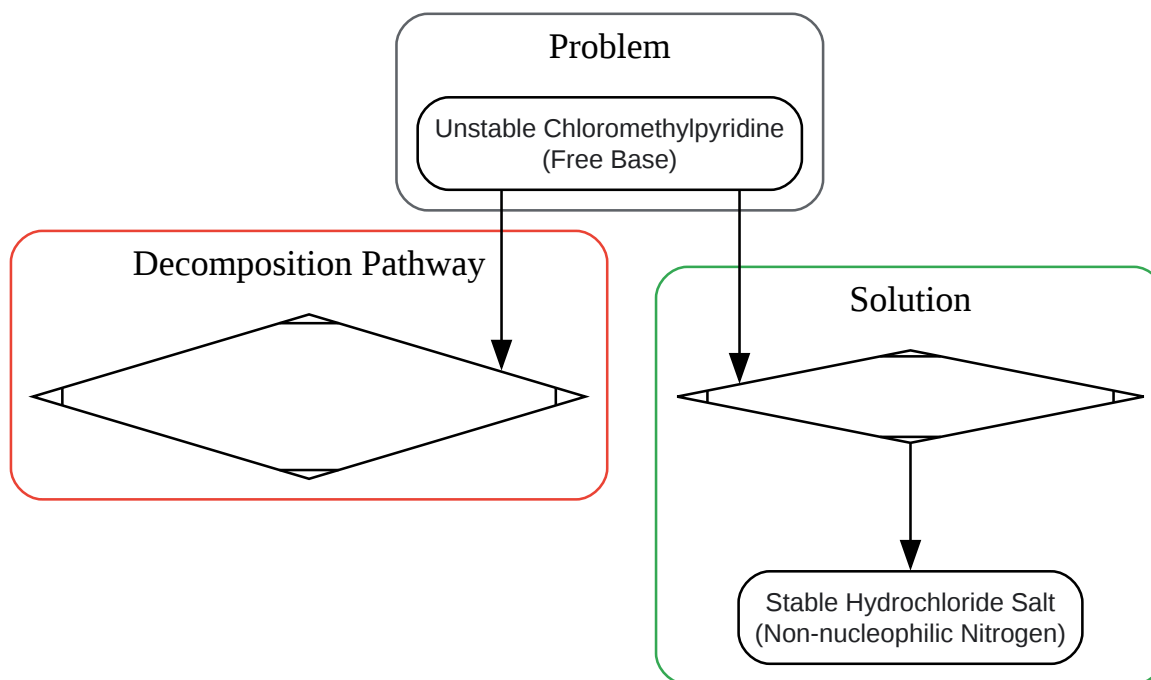 Problem
Unstable Chloromethylpyridine
(Free Base)
Decomposition Pathway
Solution
Stable Hydrochloride Salt
(Non-nucleophilic Nitrogen)